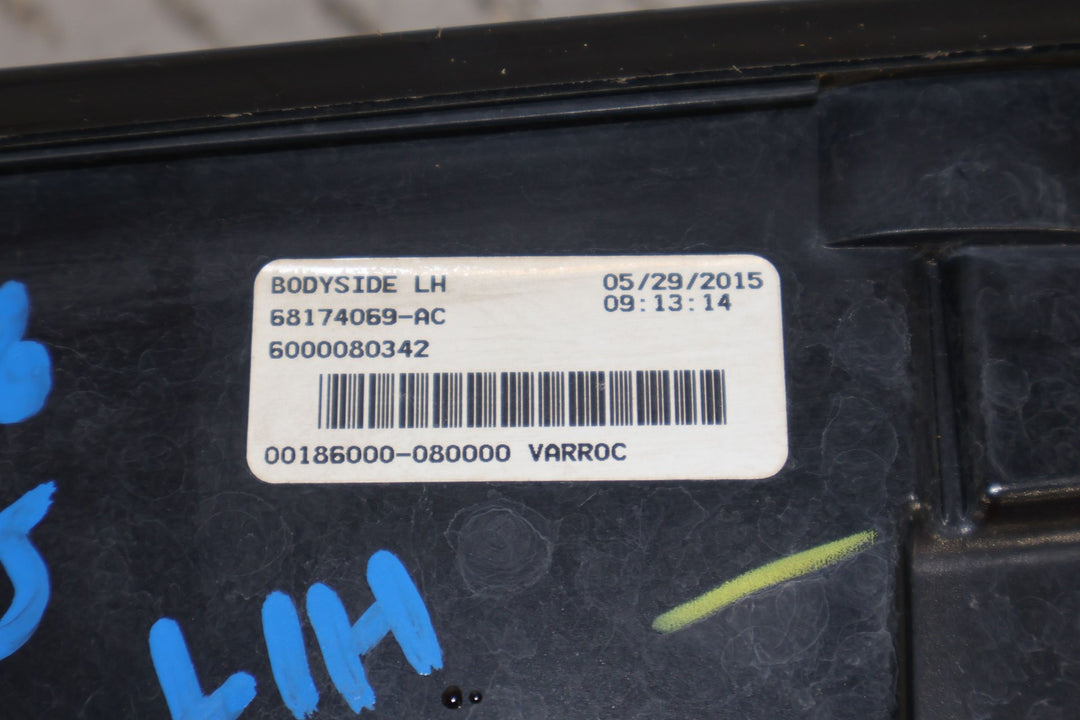 BODYSIDE LH 05/29/2015
68174069-AC 09:13:14
6000080342
00186000-080000 VARROC
LH